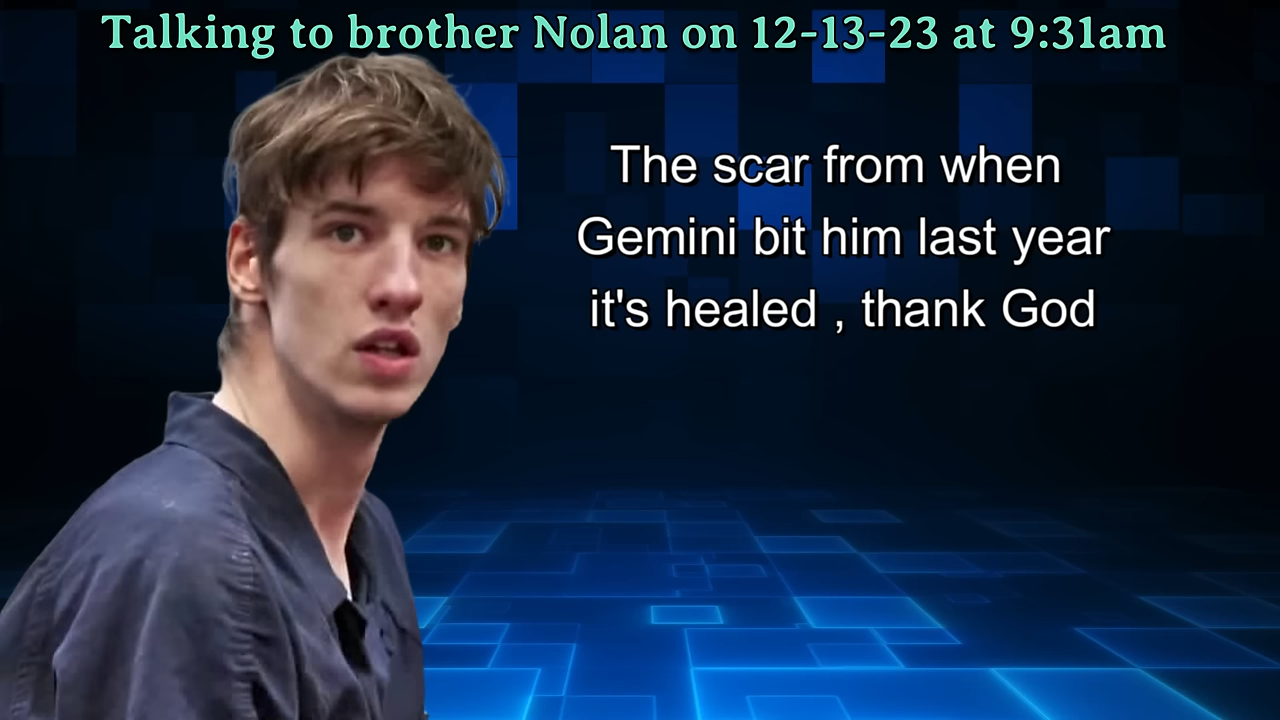 Talking to brother Nolan on 12-13-23 at 9:31am
The scar from when
Gemini bit him last year
it's healed , thank God